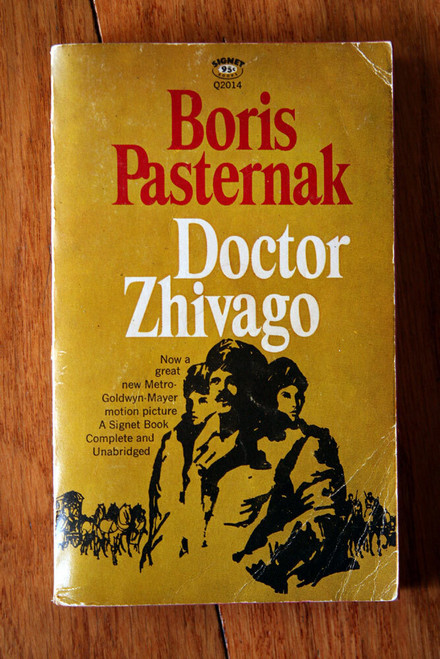 SIGNET
95¢
BOOKS
Q2014
Boris
Pasternak
Doctor
Zhivago
Now a
great
new Metro-
Goldwyn-Mayer
motion picture
A Signet Book
Complete and
Unabridged